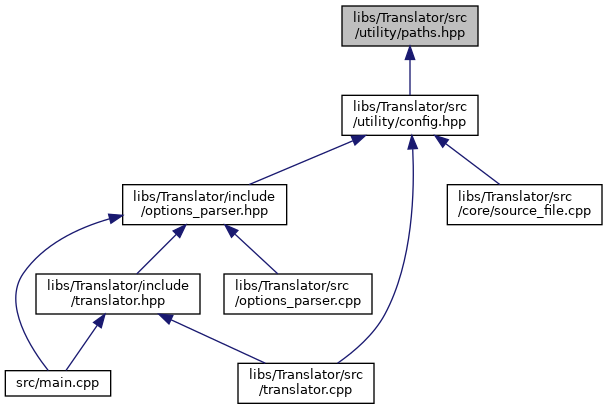 libs/Translator/src
/utility/paths.hpp
libs/Translator/src
/utility/config.hpp
libs/Translator/include
/options_parser.hpp
libs/Translator/src
/core/source_file.cpp
libs/Translator/include
/translator.hpp
libs/Translator/src
/options_parser.cpp
src/main.cpp
libs/Translator/src
/translator.cpp